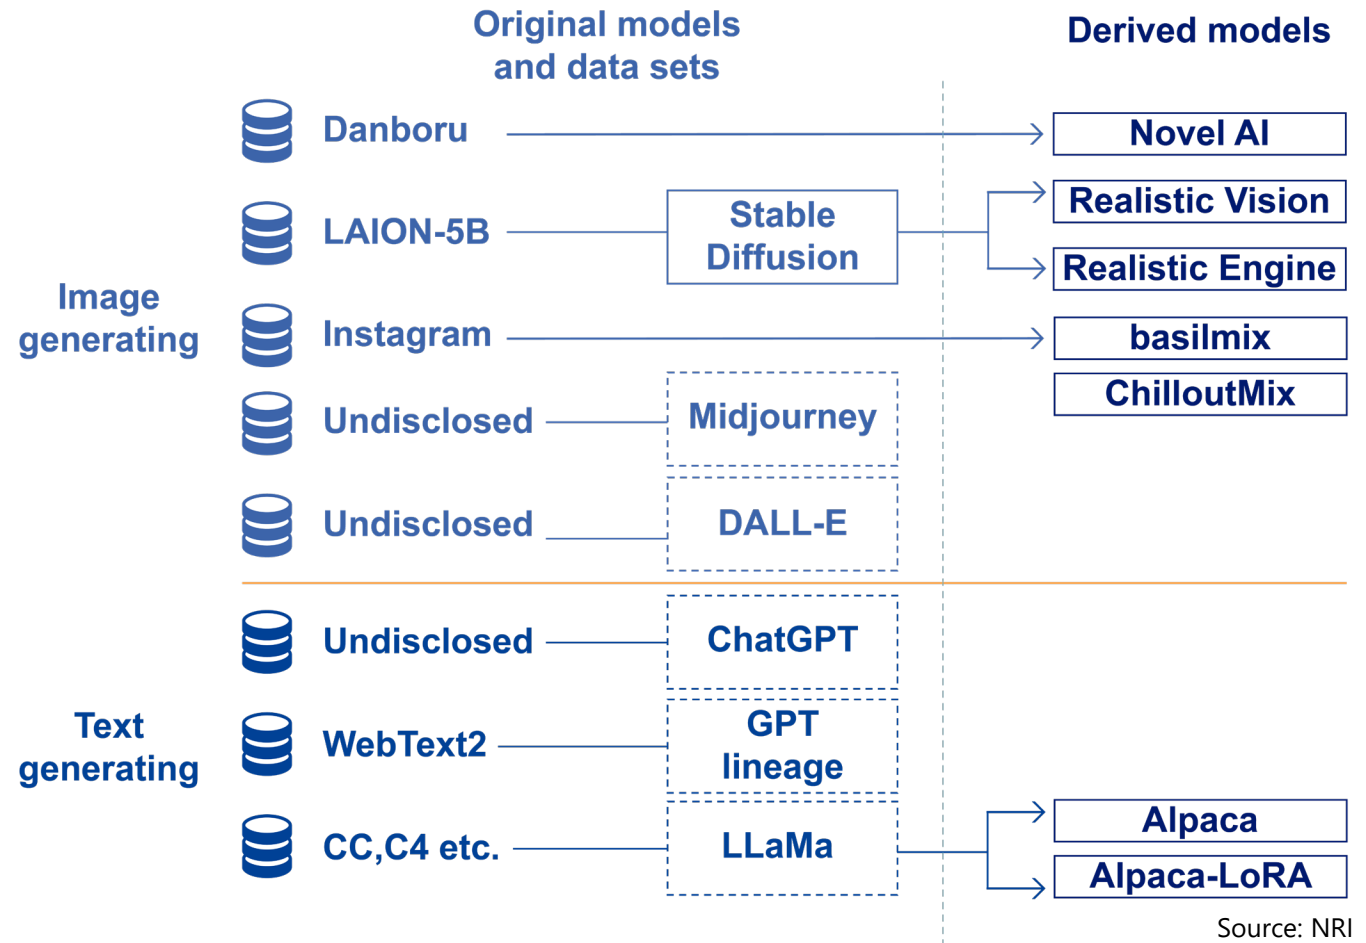 Original models
and data sets
Derived models
Danboru
Novel AI
LAION-5B
Stable
Diffusion
Realistic Vision
Realistic Engine
Image
generating
Instagram
basilmix
ChilloutMix
Undisclosed
Midjourney
Undisclosed
DALL-E
Undisclosed
ChatGPT
Text
generating
WebText2
GPT
lineage
CC,C4 etc.
LLaMa
Alpaca
Alpaca-LoRA
Source: NRI